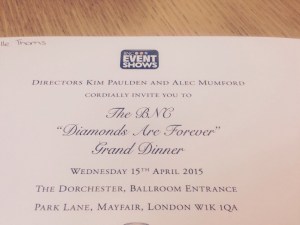 EVENT
SHOWS
DIRECTORS KIM PAULDEN AND ALEC MUMFORD
CORDIALLY INVITE YOU TO
The BNC
"Diamonds Are Forever"
Grand Dinner
WEDNESDAY 15TH APRIL 2015
THE DORCHESTER, BALLROOM ENTRANCE
PARK LANE, MAYFAIR, LONDON W1K 1QA